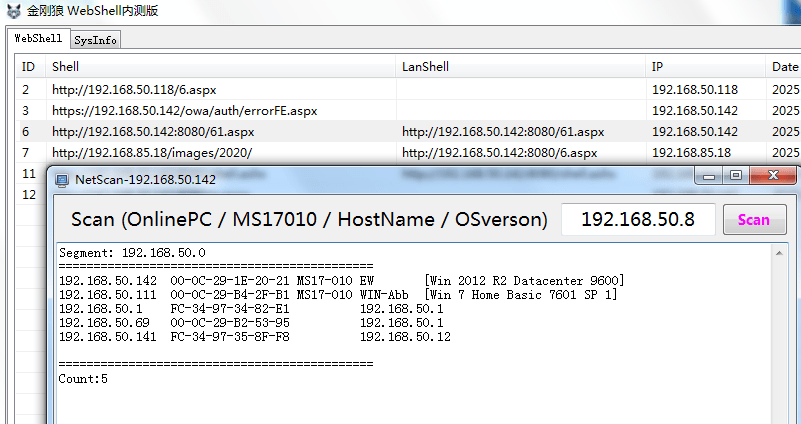 金刚狼 WebShell内测版
WebShell SysInfo
ID Shell LanShell IP Date
2 http://192.168.50.118/6.aspx 192.168.50.118 2025
3 https://192.168.50.142/owa/auth/errorFE.aspx 192.168.50.142 2025
6 http://192.168.50.142:8080/61.aspx http://192.168.50.142:8080/61.aspx 192.168.50.142 2025
7 http://192.168.85.18/images/2020/ http://192.168.50.142:8080/6.aspx 192.168.85.18 2025
11
12
NetScan-192.168.50.142
Scan (OnlinePC / MS17010 / HostName / OSverson) 192.168.50.8 Scan
Segment: 192.168.50.0
=========================================
192.168.50.142 00-0C-29-1E-20-21 MS17-010 EW [Win 2012 R2 Datacenter 9600]
192.168.50.111 00-0C-29-B4-2F-B1 MS17-010 WIN-Abb [Win 7 Home Basic 7601 SP 1]
192.168.50.1 FC-34-97-34-82-E1 192.168.50.1
192.168.50.69 00-0C-29-B2-53-95 192.168.50.1
192.168.50.141 FC-34-97-35-8F-F8 192.168.50.12
=========================================
Count:5